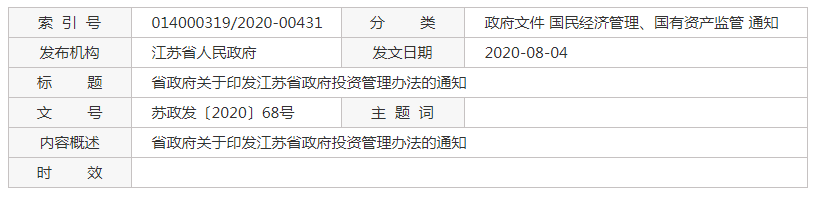 索 引 号 014000319/2020-00431 分 类 政府文件 国民经济管理、国有资产监管 通知
发布机构 江苏省人民政府 发文日期 2020-08-04
标 题 省政府关于印发江苏省政府投资管理办法的通知
文 号 苏政发〔2020〕68号 主 题 词
内容概述 省政府关于印发江苏省政府投资管理办法的通知
时 效